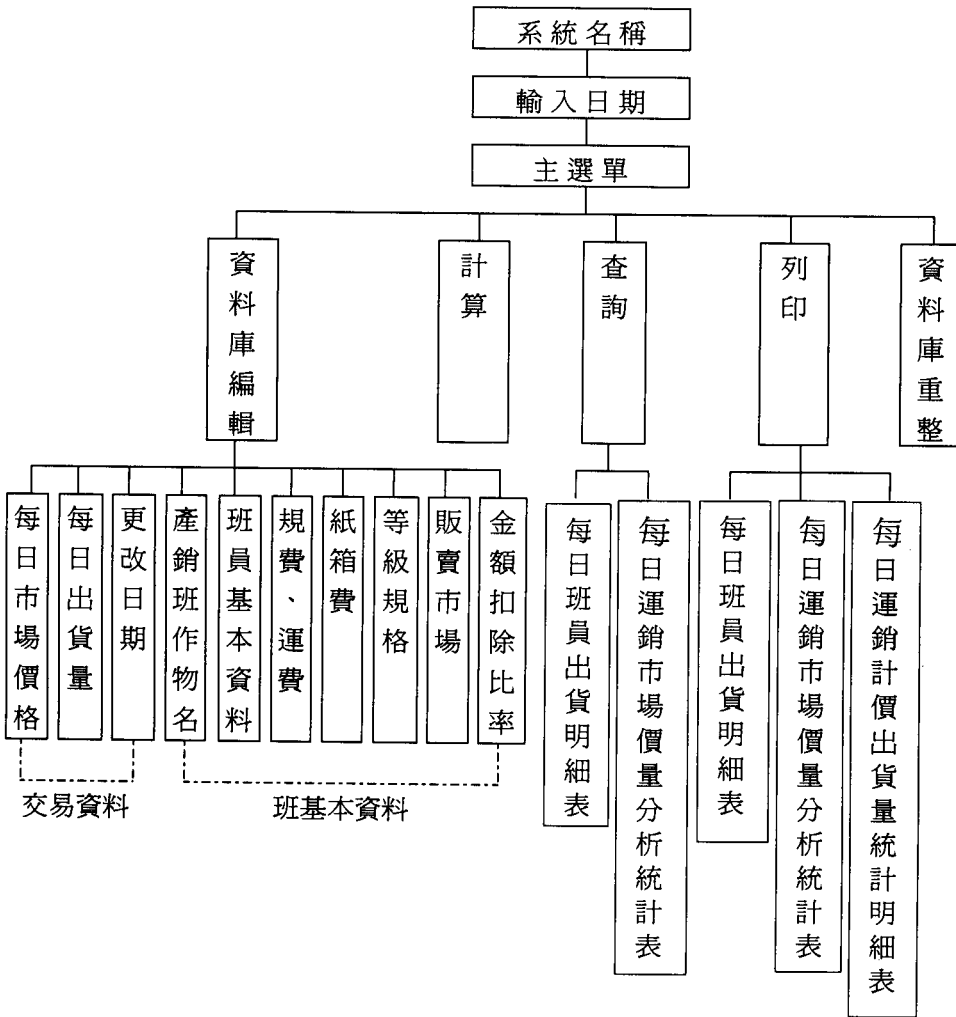 系統名稱
輸入日期
主選單
資料庫編輯
計算
查詢
列印
資料庫重整
每日市場價格
每日出貨量
更改日期
產銷班作物名
班員基本資料
規費、運費
紙箱費
等級規格
販賣市場
金額扣除比率
每日班員出貨明細表
每日運銷市場價量分析統計表
每日班員出貨明細表
每日運銷市場價量分析統計表
每日運銷計價出貨量統計明細表
交易資料
班基本資料